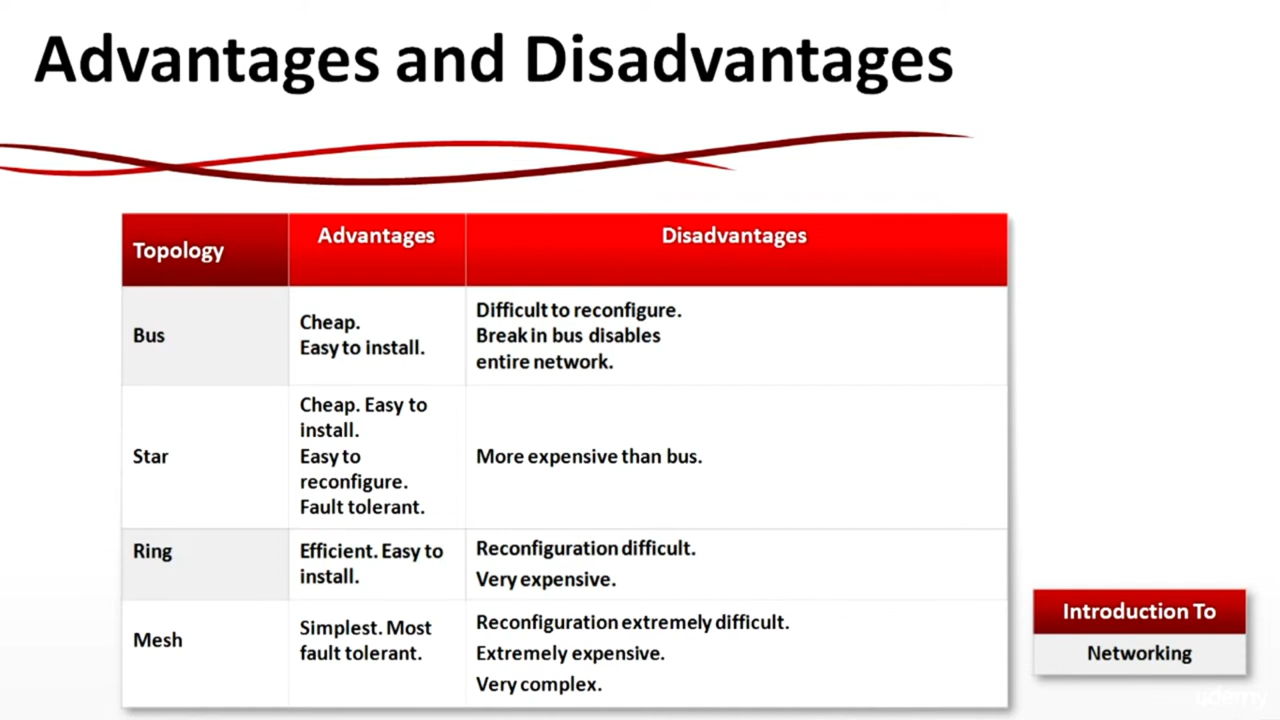 Advantages and Disadvantages
Topology
Advantages
Disadvantages
Bus
Cheap.
Easy to install.
Difficult to reconfigure.
Break in bus disables
entire network.
Star
Cheap. Easy to
install.
Easy to
reconfigure.
Fault tolerant.
More expensive than bus.
Ring
Efficient. Easy to
install.
Reconfiguration difficult.
Very expensive.
Mesh
Simplest. Most
fault tolerant.
Reconfiguration extremely difficult.
Extremely expensive.
Very complex.
Introduction To
Networking
udemy